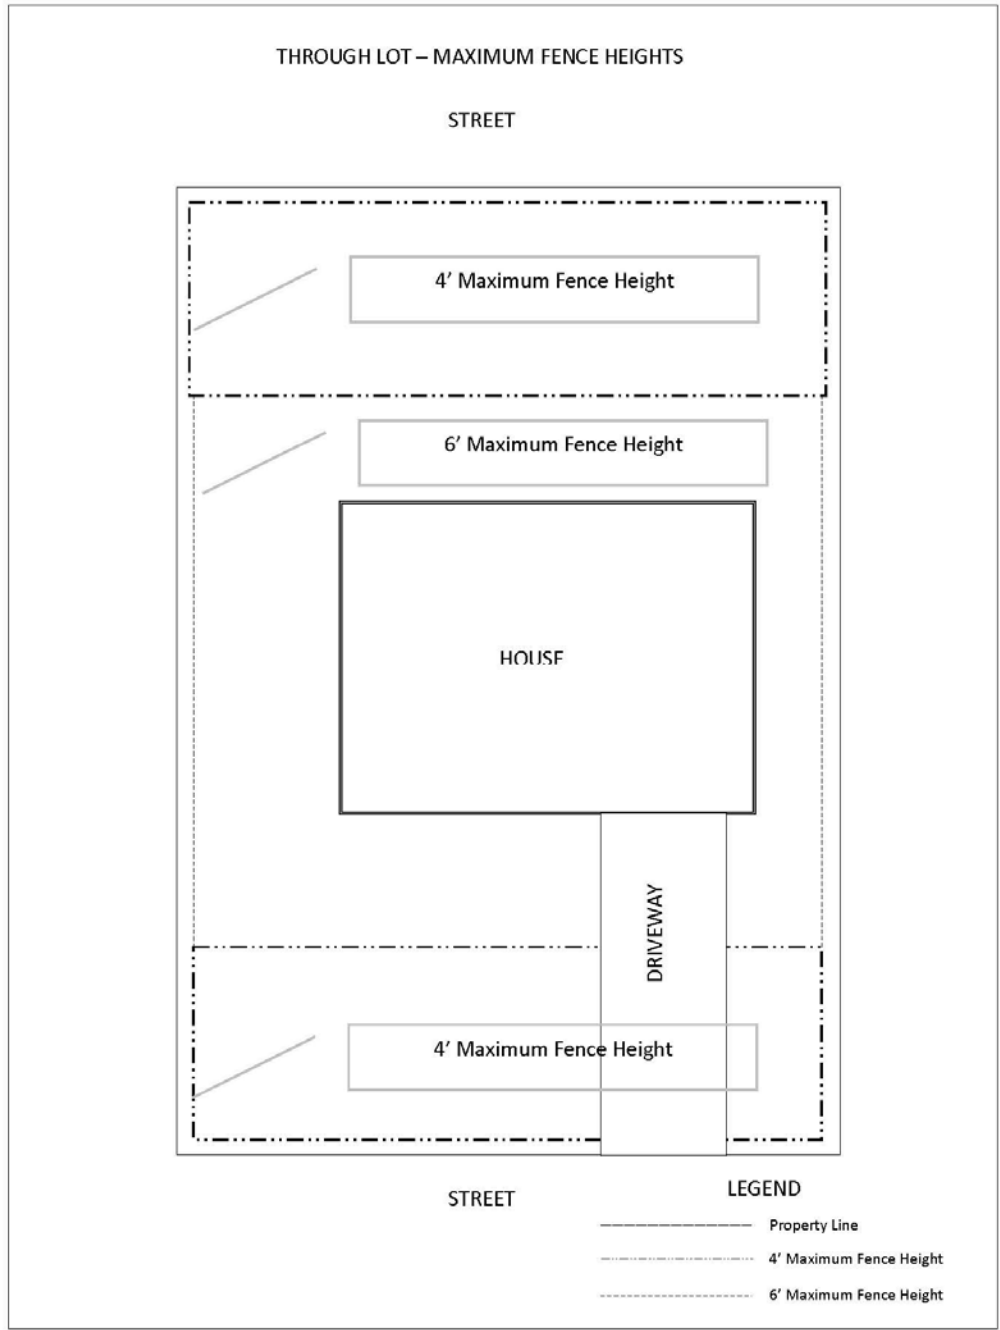 THROUGH LOT – MAXIMUM FENCE HEIGHTS
STREET
4' Maximum Fence Height
6' Maximum Fence Height
HOUSE
DRIVEWAY
4' Maximum Fence Height
STREET
LEGEND
Property Line
4' Maximum Fence Height
6' Maximum Fence Height